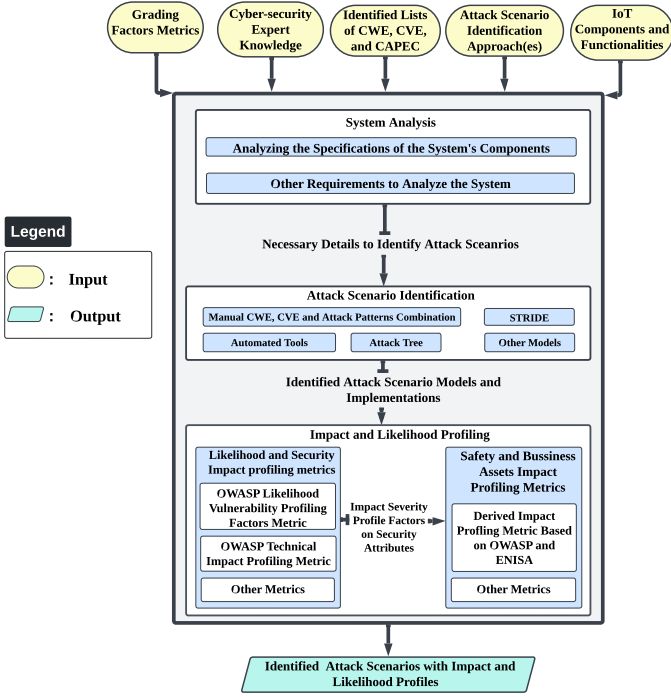 Grading
Factors Metrics
Cyber-security
Expert
Knowledge
Identified Lists
of CWE, CVE,
and CAPEC
Attack Scenario
Identification
Approach(es)
IoT
Components and
Functionalities
System Analysis
Analyzing the Specifications of the System's Components
Other Requirements to Analyze the System
Legend
: Input
: Output
Necessary Details to Identify Attack Sceanrios
Attack Scenario Identification
Manual CWE, CVE and Attack Patterns Combination
STRIDE
Automated Tools
Attack Tree
Other Models
Identified Attack Scenario Models and
Implementations
Impact and Likelihood Profiling
Likelihood and Security
Impact profiling metrics
OWASP Likelihood
Vulnerability Profiling
Factors Metric
OWASP Technical
Impact Profiling Metric
Other Metrics
Impact Severity
Profile Factors
on Security
Attributes
Safety and Bussiness
Assets Impact
Profiling Metrics
Derived Impact
Profling Metric Based
on OWASP and
ENISA
Other Metrics
Identified Attack Scenarios with Impact and
Likelihood Profiles